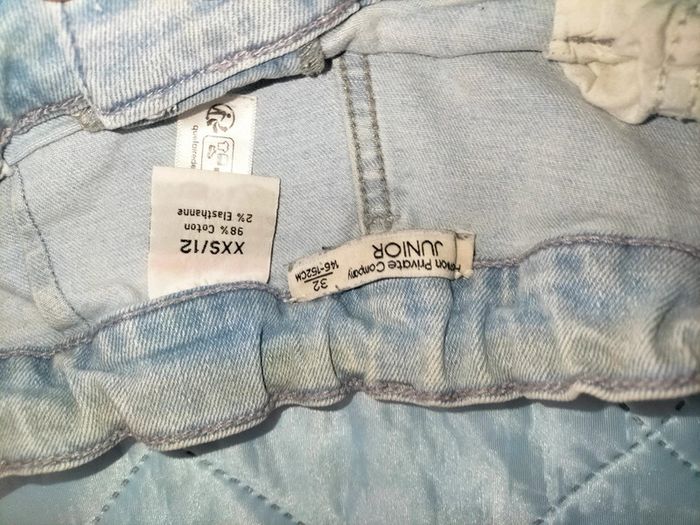 XXS/12
98% Coton
2% Elasthanne
JUNIOR
Private Company
32
146-152CM